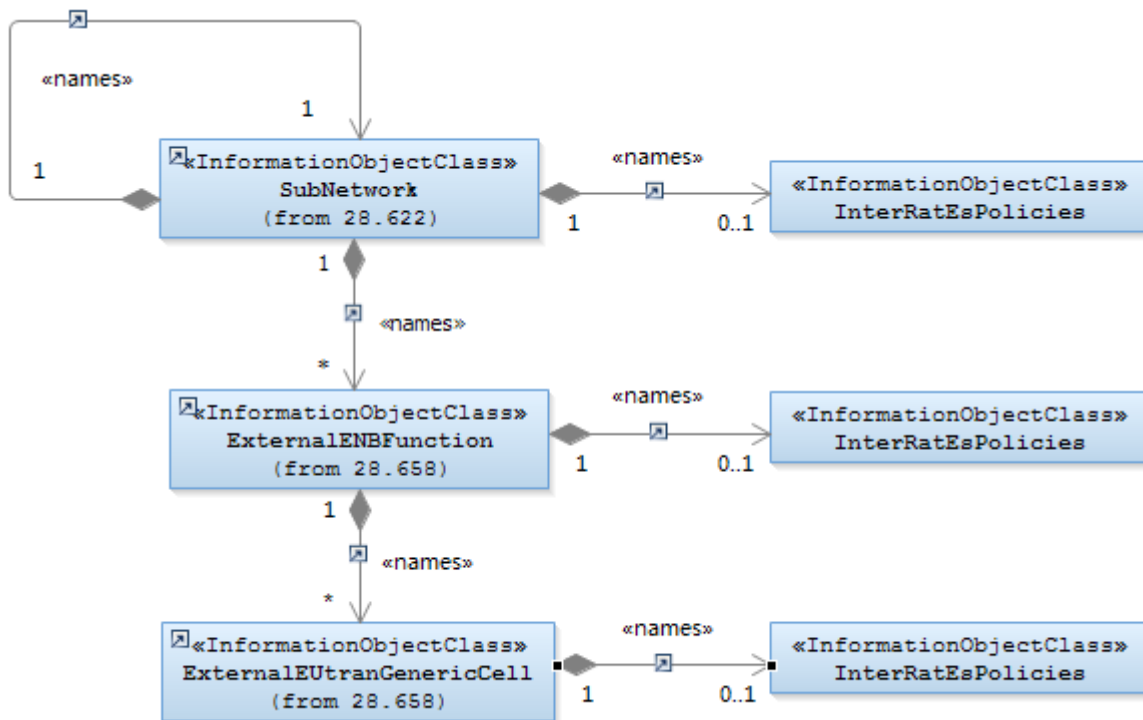 «names»
1
1
«InformationObjectClass»
SubNetwork
(from 28.622)
«names»
1
0..1
«InformationObjectClass»
InterRatEsPolicies
1
«names»
*
«InformationObjectClass»
ExternalENBFunction
(from 28.658)
«names»
1
0..1
«InformationObjectClass»
InterRatEsPolicies
1
«names»
*
«InformationObjectClass»
ExternalEUtranGenericCell
(from 28.658)
«names»
1
0..1
«InformationObjectClass»
InterRatEsPolicies